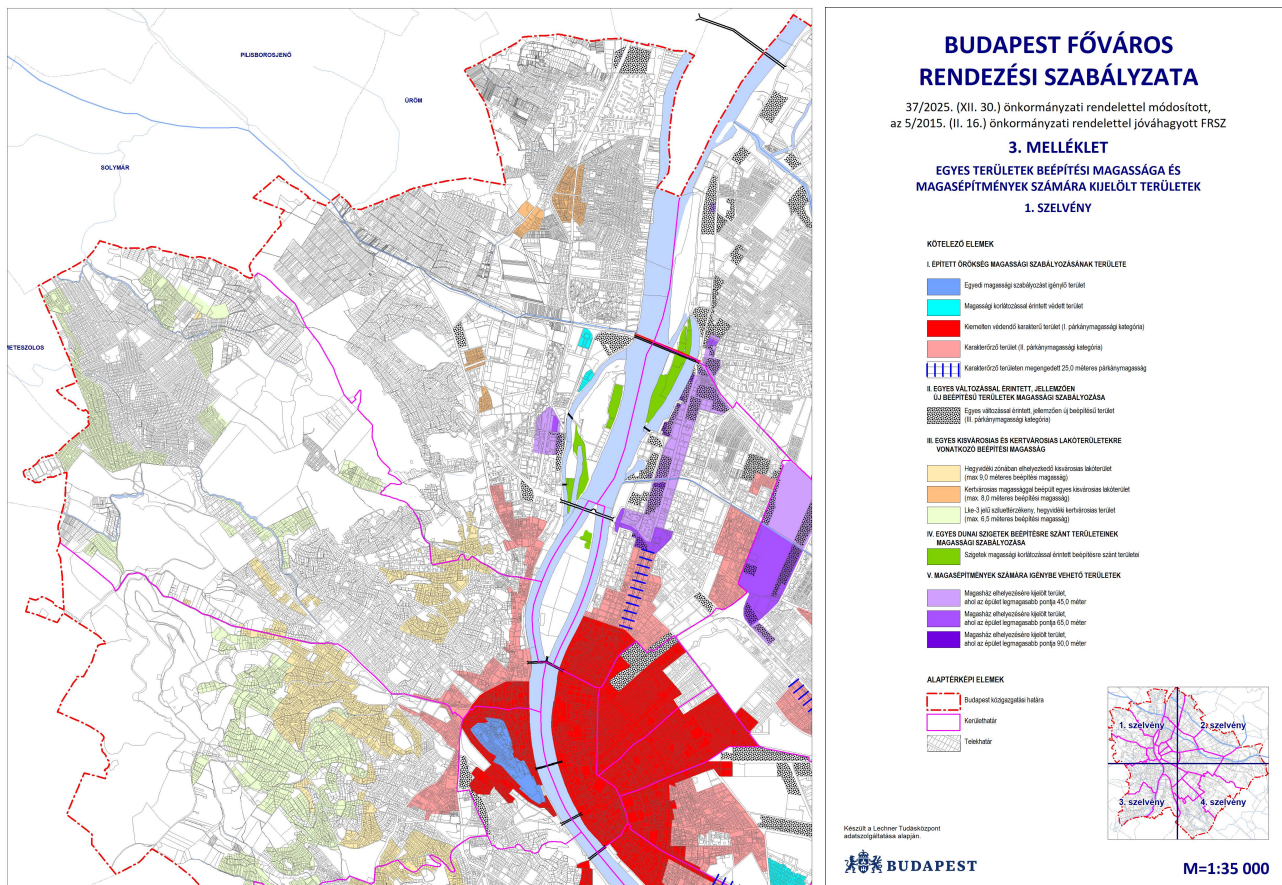 PILISBOROSJENŐ
ÜRÖM
SOLYMÁR
METESZOLOS
BUDAPEST FŐVÁROS
RENDEZÉSI SZABÁLYZATA
37/2025. (XII. 30.) önkormányzati rendelettel módosított,
az 5/2015. (II. 16.) önkormányzati rendelettel jóváhagyott FRSZ
3. MELLÉKLET
EGYES TERÜLETEK BEÉPÍTÉSI MAGASSÁGA ÉS
MAGASÉPÍTMÉNYEK SZÁMÁRA KIJELÖLT TERÜLETEK
1. SZELVÉNY
KÖTELEZŐ ELEMEK
I. ÉPÍTETT ÖRÖKSÉG MAGASSÁGI SZABÁLYOZÁSÁNAK TERÜLETE
Egyedi magassági szabályozást igénylő terület
Magassági korlátozással érintett védett terület
Kiemelten védendő karakterű terület (I. párkánymagassági kategória)
Karakterőrző terület (II. párkánymagassági kategória)
Karakterőrző területen megengedett 25,0 méteres párkánymagasság
II. EGYES VÁLTOZÁSSAL ÉRINTETT, JELLEMZŐEN
ÚJ BEÉPÍTÉSŰ TERÜLETEK MAGASSÁGI SZABÁLYOZÁSA
Egyes változással érintett, jellemzően új beépítésű terület
(III. párkánymagassági kategória)
III. EGYES KISVÁROSIAS ÉS KERTVÁROSIAS LAKÓTERÜLETEKRE
VONATKOZÓ BEÉPÍTÉSI MAGASSÁG
Hegyvidéki zónában elhelyezkedő kisvárosias lakóterület
(max 9,0 méteres beépítési magasság)
Kertvárosias magassággal beépült egyes kisvárosias lakóterület
(max. 8,0 méteres beépítési magasság)
Lke-3 jelű sziluettérzékeny, hegyvidéki kertvárosias terület
(max. 6,5 méteres beépítési magasság)
IV. EGYES DUNAI SZIGETEK BEÉPÍTÉSRE SZÁNT TERÜLETEINEK
MAGASSÁGI SZABÁLYOZÁSA
Szigetek magassági korlátozással érintett beépítésre szánt területei
V. MAGASÉPÍTMÉNYEK SZÁMÁRA IGÉNYBE VEHETŐ TERÜLETEK
Magasház elhelyezésére kijelölt terület,
ahol az épület legmagasabb pontja 45,0 méter
Magasház elhelyezésére kijelölt terület,
ahol az épület legmagasabb pontja 65,0 méter
Magasház elhelyezésére kijelölt terület,
ahol az épület legmagasabb pontja 90,0 méter
ALAPTÉRKÉPI ELEMEK
Budapest közigazgatási határa
Kerülethatár
Telekhatár
1. szelvény
2. szelvény
3. szelvény
4. szelvény
Készült a Lechner Tudásközpont
adatszolgáltatása alapján.
BUDAPEST
M=1:35 000